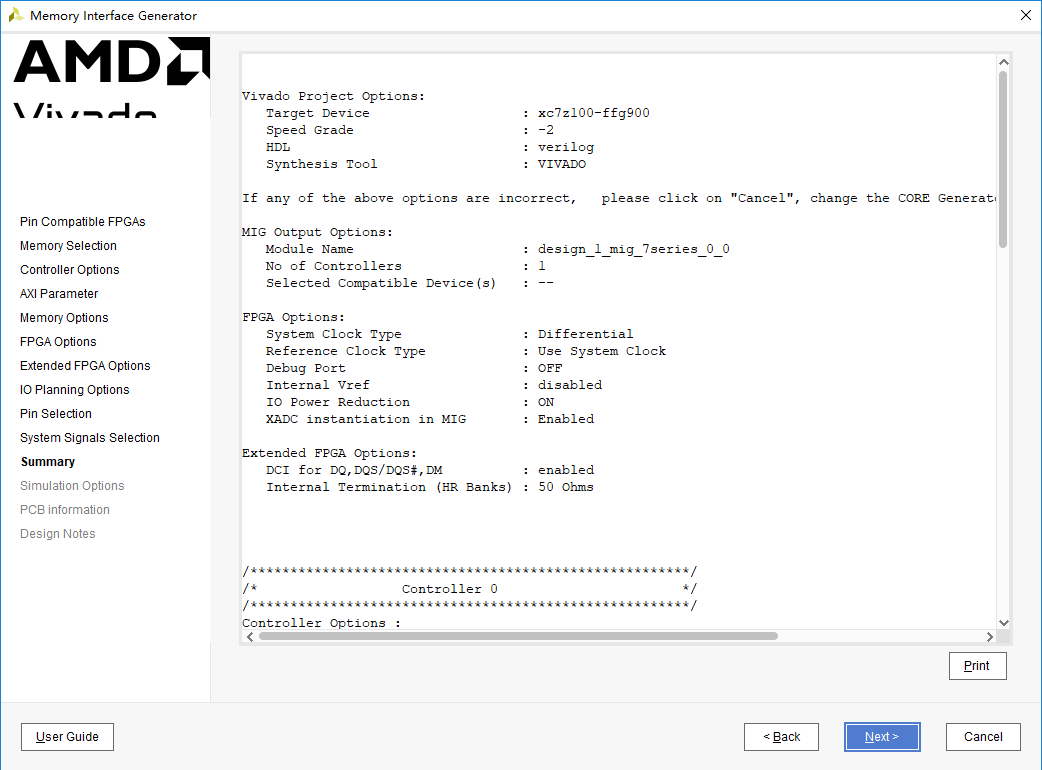 Memory Interface Generator
AMD
Vivado
Pin Compatible FPGAs
Memory Selection
Controller Options
AXI Parameter
Memory Options
FPGA Options
Extended FPGA Options
IO Planning Options
Pin Selection
System Signals Selection
Summary
Simulation Options
PCB information
Design Notes
Vivado Project Options:
Target Device : xc7z100-ffg900
Speed Grade : -2
HDL : verilog
Synthesis Tool : VIVADO
If any of the above options are incorrect, please click on "Cancel", change the CORE Generat
MIG Output Options:
Module Name : design_1_mig_7series_0_0
No of Controllers : 1
Selected Compatible Device(s) : --
FPGA Options:
System Clock Type : Differential
Reference Clock Type : Use System Clock
Debug Port : OFF
Internal Vref : disabled
IO Power Reduction : ON
XADC instantiation in MIG : Enabled
Extended FPGA Options:
DCI for DQ,DQS/DQS#,DM : enabled
Internal Termination (HR Banks) : 50 Ohms
/*******************************************************/
/* Controller 0 */
/*******************************************************/
Controller Options :
Print
User Guide
< Back
Next >
Cancel